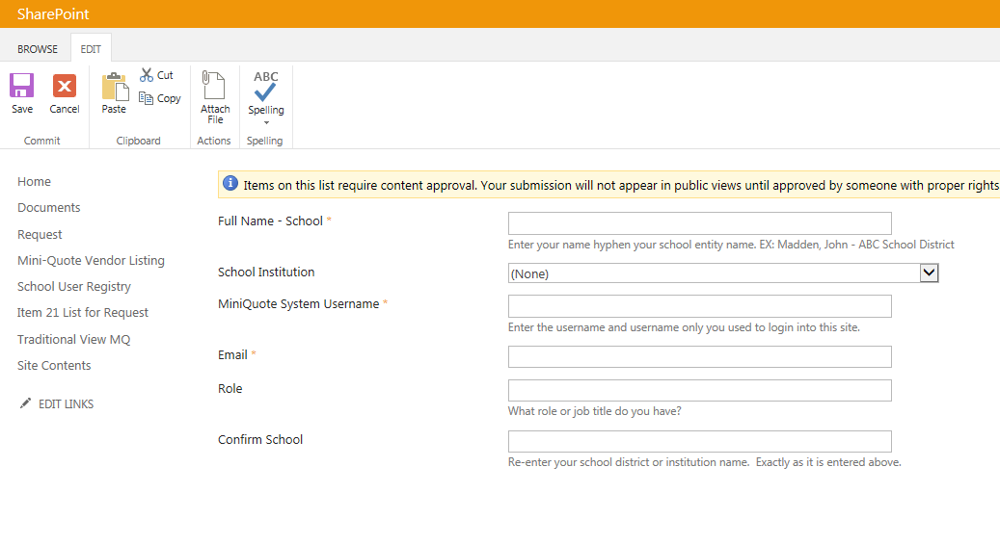 SharePoint
BROWSE EDIT
Save Cancel Paste Cut Copy Attach File ABC Spelling
Commit Clipboard Actions Spelling
Home
Documents
Request
Mini-Quote Vendor Listing
School User Registry
Item 21 List for Request
Traditional View MQ
Site Contents
EDIT LINKS
Items on this list require content approval. Your submission will not appear in public views until approved by someone with proper rights
Full Name - School *
Enter your name hyphen your school entity name. EX: Madden, John - ABC School District
School Institution (None)
MiniQuote System Username *
Enter the username and username only you used to login into this site.
Email *
Role
What role or job title do you have?
Confirm School
Re-enter your school district or institution name.  Exactly as it is entered above.